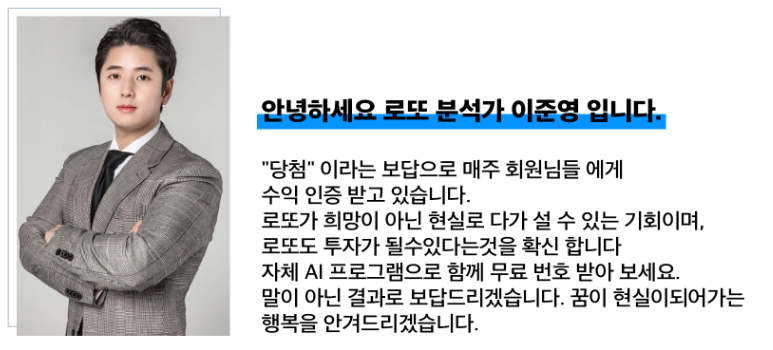 안녕하세요 로또 분석가 이준영 입니다.
"당첨" 이라는 보답으로 매주 회원님들 에게
수익 인증 받고 있습니다.
로또가 희망이 아닌 현실로 다가 설 수 있는 기회이며,
로또도 투자가 될수있다는것을 확신 합니다
자체 AI 프로그램으로 함께 무료 번호 받아 보세요.
말이 아닌 결과로 보답드리겠습니다. 꿈이 현실이되어가는
행복을 안겨드리겠습니다.